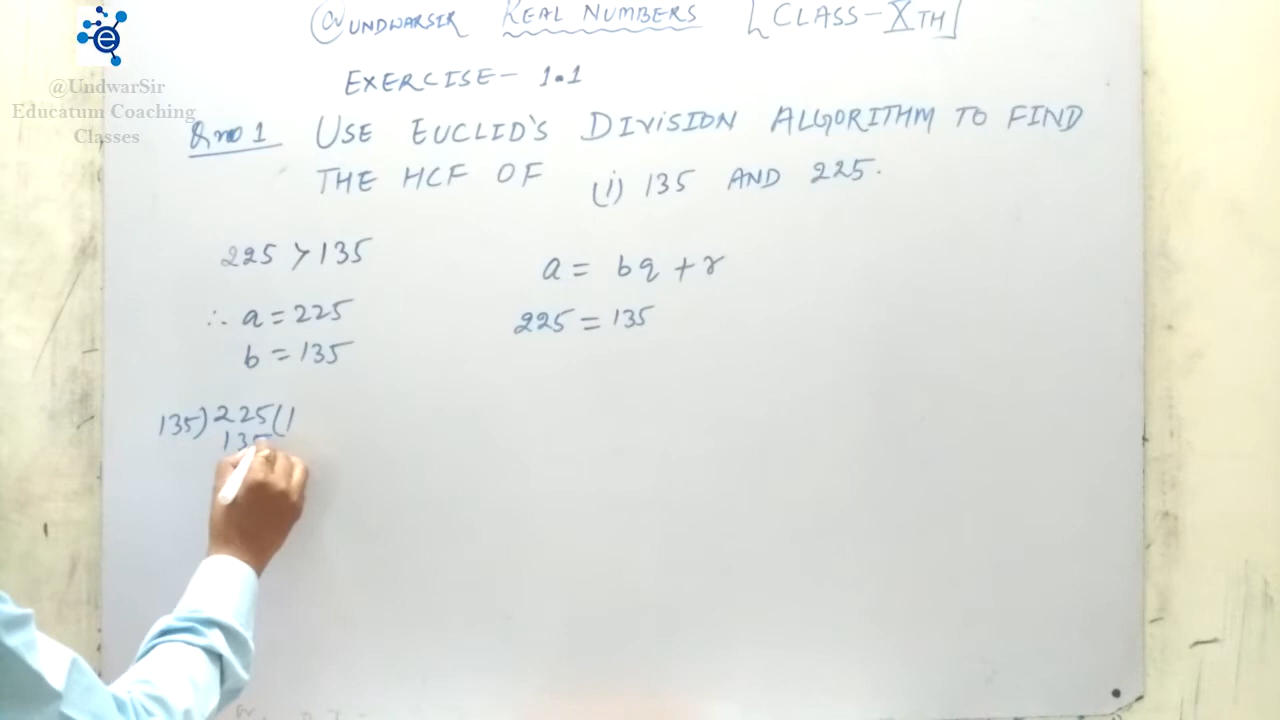 @UNDWARSIR REAL NUMBERS [CLASS-XTH]
@UndwarSir
Educatum Coaching
Classes
EXERCISE- 1.1
Q no 1 USE EUCLID'S DIVISION ALGORITHM TO FIND
THE HCF OF (i) 135 AND 225.
225 > 135
∴ a = 225
b = 135
a = bq + r
225 = 135
135)225(1
135